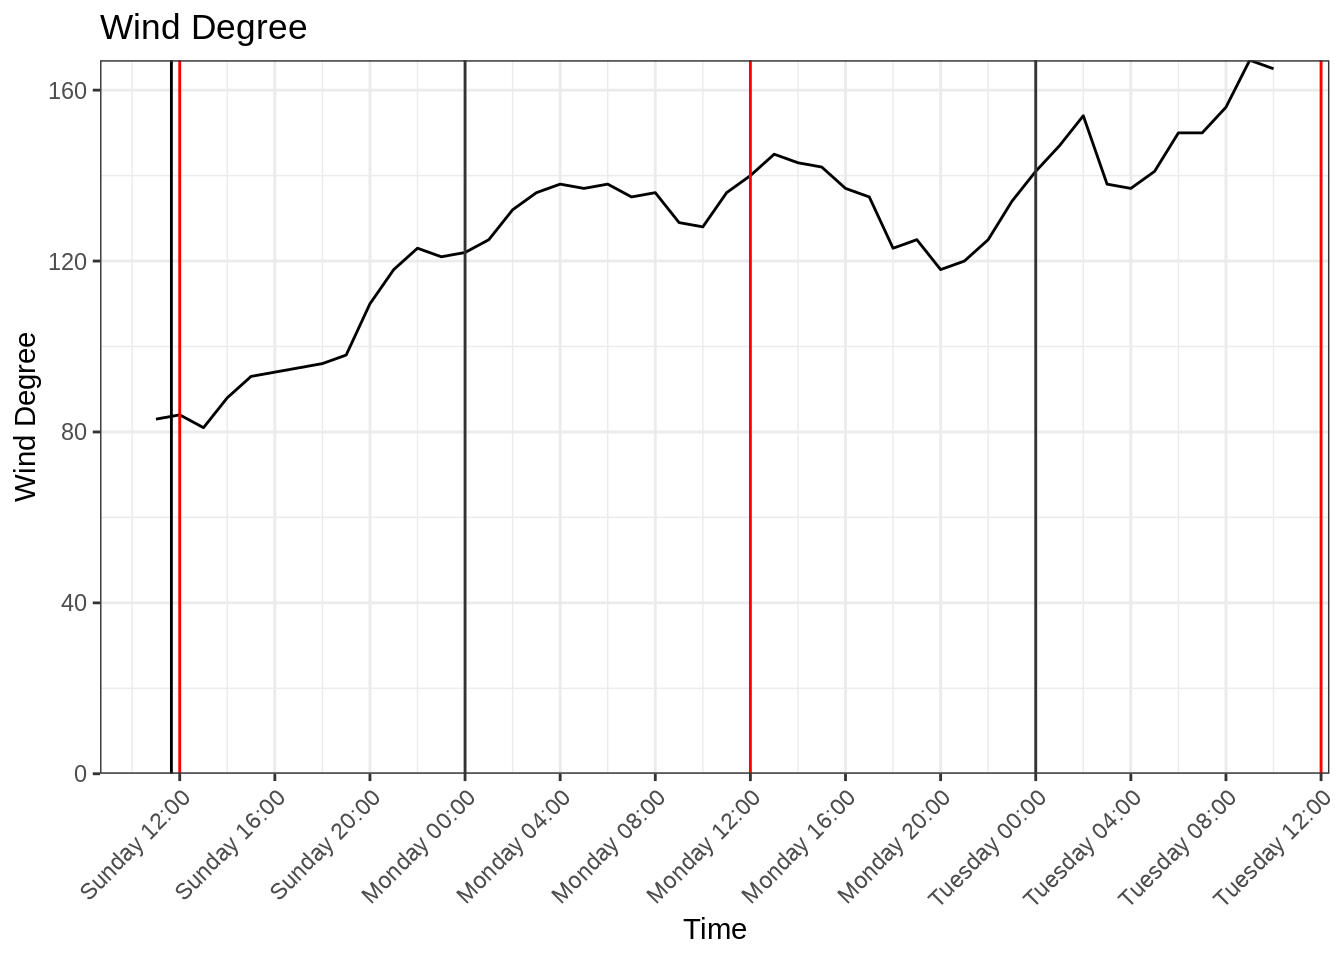 Wind Degree
Wind Degree
160
120
80
40
0
Sunday 12:00
Sunday 16:00
Sunday 20:00
Monday 00:00
Monday 04:00
Monday 08:00
Monday 12:00
Monday 16:00
Monday 20:00
Tuesday 00:00
Tuesday 04:00
Tuesday 08:00
Tuesday 12:00
Time